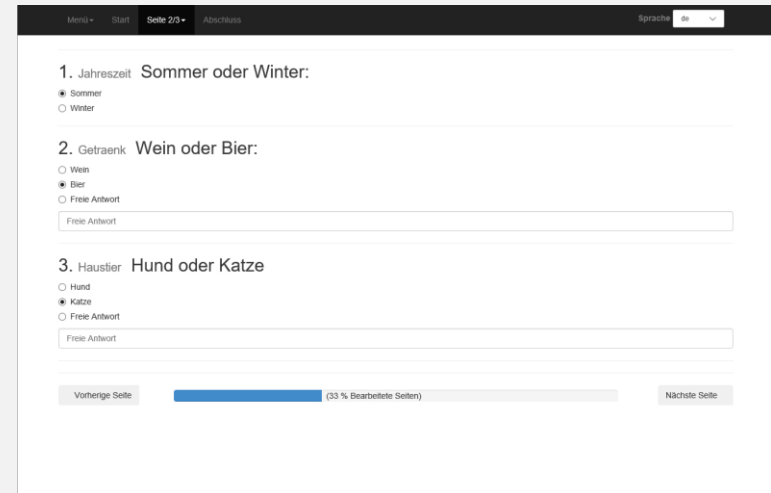 Menü Start Seite 2/3 Abschluss Sprache de
1. Jahreszeit Sommer oder Winter:
Sommer
Winter
2. Getraenk Wein oder Bier:
Wein
Bier
Freie Antwort
Freie Antwort
3. Haustier Hund oder Katze
Hund
Katze
Freie Antwort
Freie Antwort
Vorherige Seite (33 % Bearbeitete Seiten) Nächste Seite